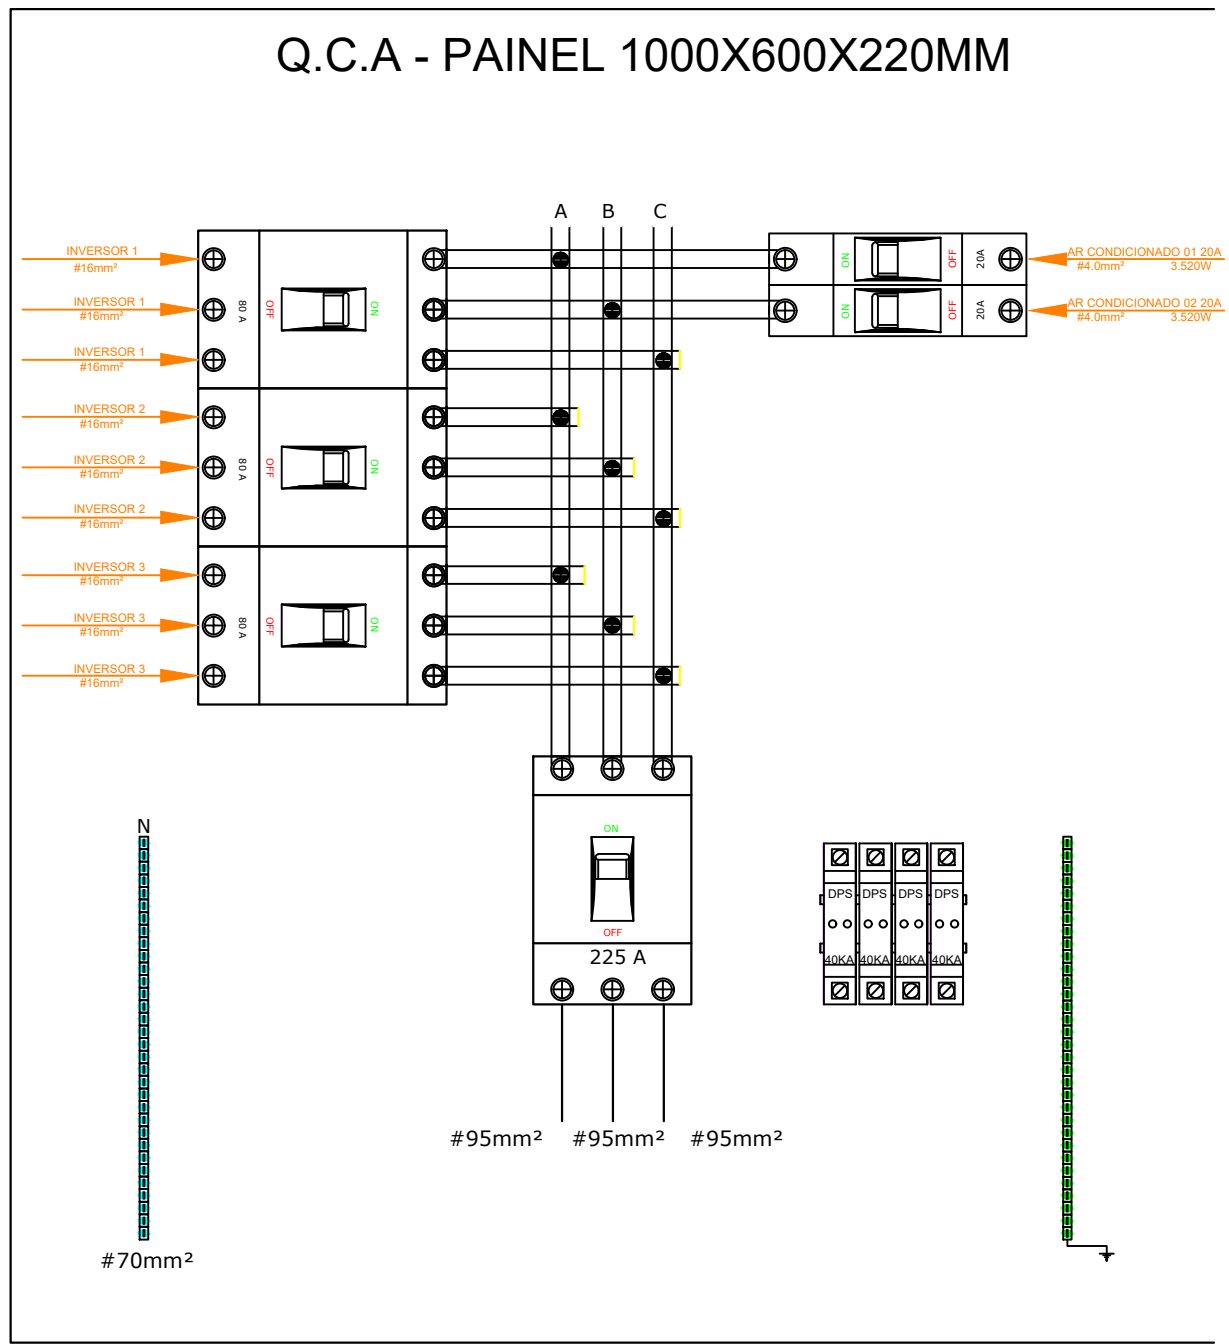 Q.C.A - PAINEL 1000X600X220MM
A B C
INVERSOR 1
#16mm²
INVERSOR 1
#16mm²
INVERSOR 1
#16mm²
80 A
OFF
ON
INVERSOR 2
#16mm²
INVERSOR 2
#16mm²
INVERSOR 2
#16mm²
80 A
OFF
ON
INVERSOR 3
#16mm²
INVERSOR 3
#16mm²
INVERSOR 3
#16mm²
80 A
OFF
ON
ON
OFF
20A
AR CONDICIONADO 01 20A
#4.0mm² 3.520W
ON
OFF
20A
AR CONDICIONADO 02 20A
#4.0mm² 3.520W
ON
OFF
225 A
#95mm² #95mm² #95mm²
N
#70mm²
DPS DPS DPS DPS
40KA 40KA 40KA 40KA